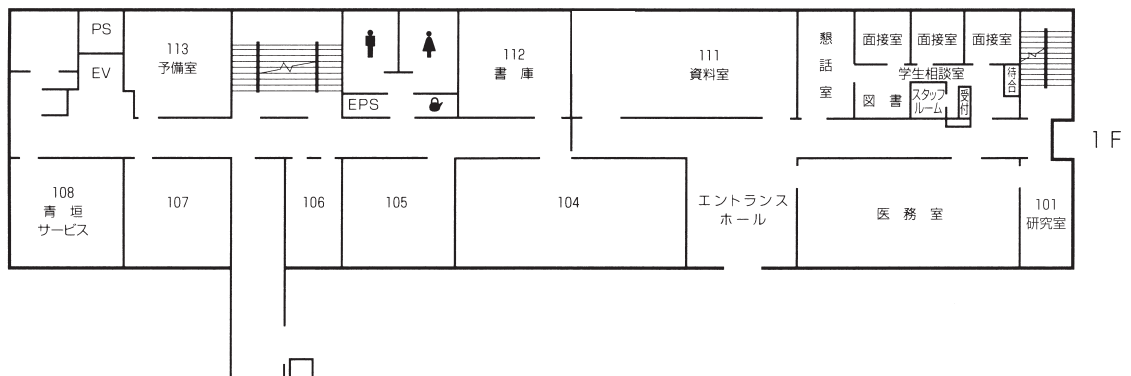 PS
EV
113
予備室
EPS
112
書 庫
111
資料室
懇
話
室
面接室
面接室
面接室
学生相談室
図 書
スタッフ
ルーム
受
付
待
合
1F
108
青 垣
サービス
107
106
105
104
エントランス
ホール
医 務 室
101
研究室